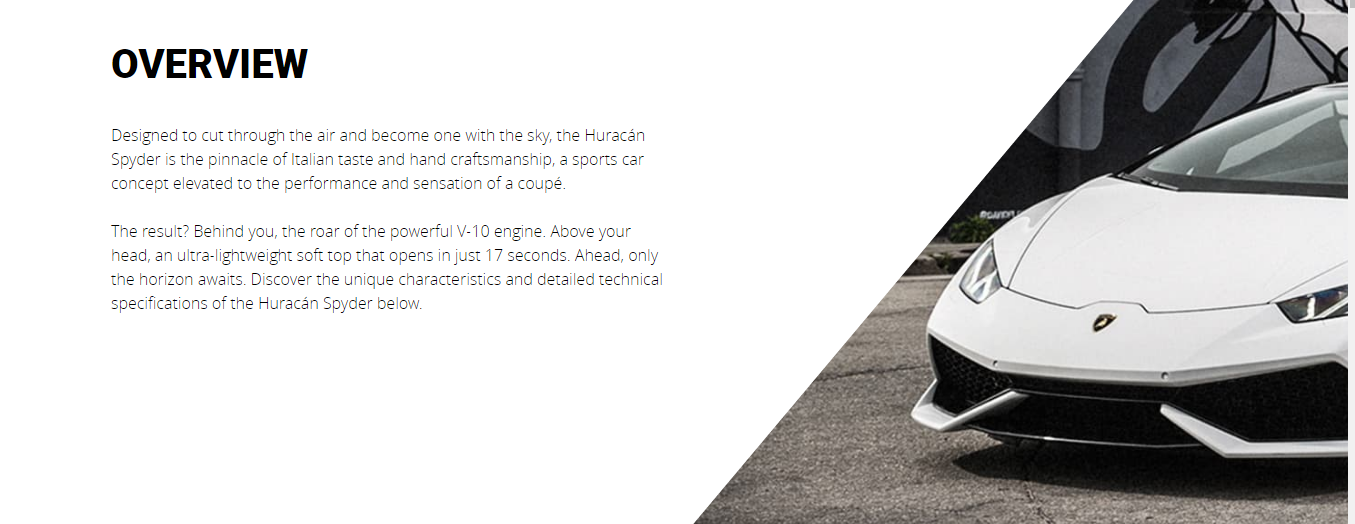 OVERVIEW
Designed to cut through the air and become one with the sky, the Huracán
Spyder is the pinnacle of Italian taste and hand craftsmanship, a sports car
concept elevated to the performance and sensation of a coupé.
The result? Behind you, the roar of the powerful V-10 engine. Above your
head, an ultra-lightweight soft top that opens in just 17 seconds. Ahead, only
the horizon awaits. Discover the unique characteristics and detailed technical
specifications of the Huracán Spyder below.